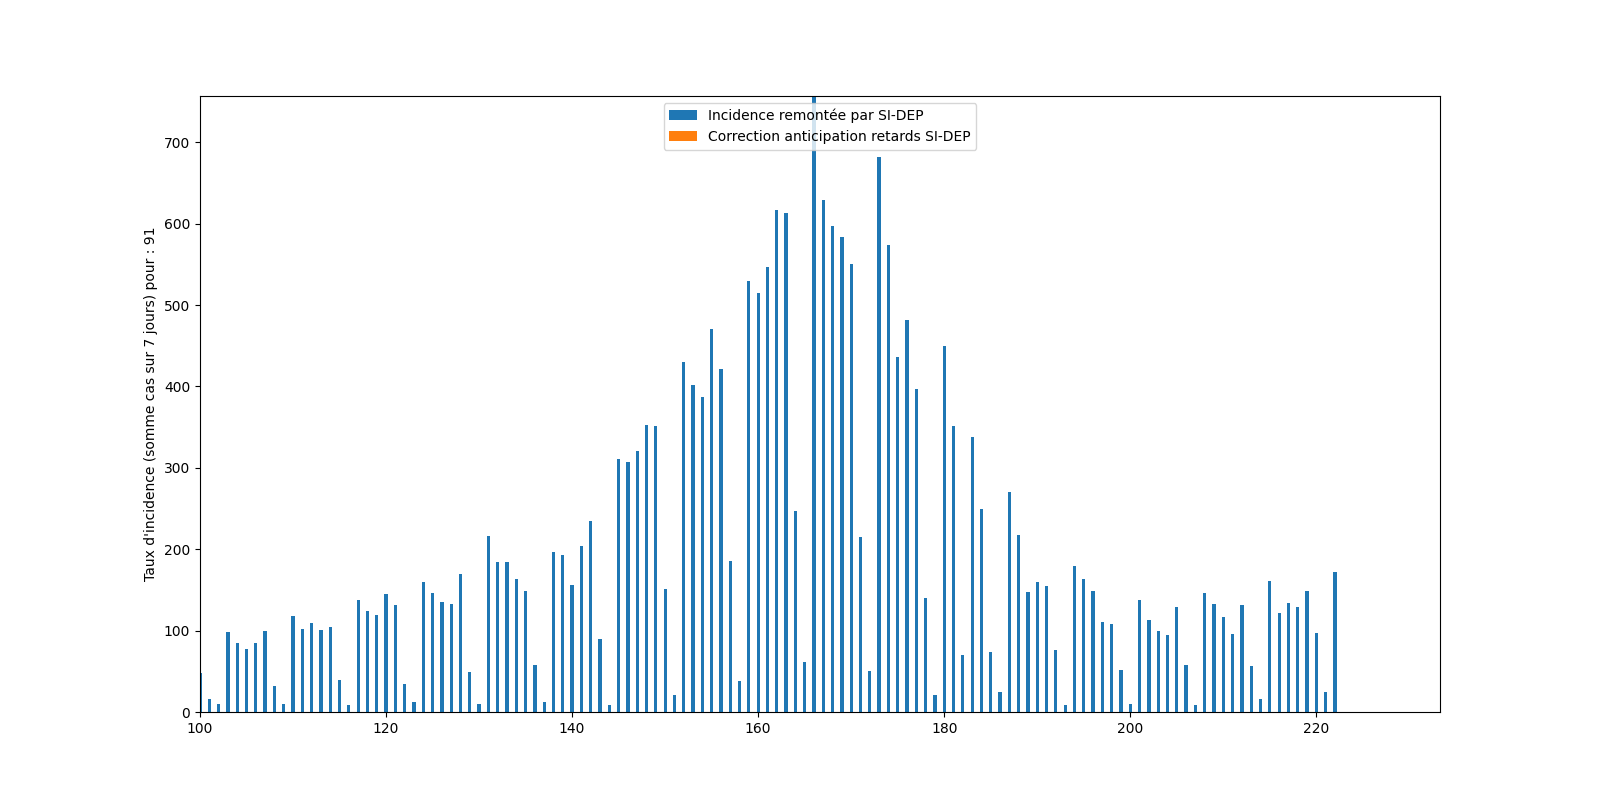 Incidence remontée par SI-DEP
Correction anticipation retards SI-DEP
Taux d'incidence (somme cas sur 7 jours) pour : 91
700
600
500
400
300
200
100
0
100 120 140 160 180 200 220